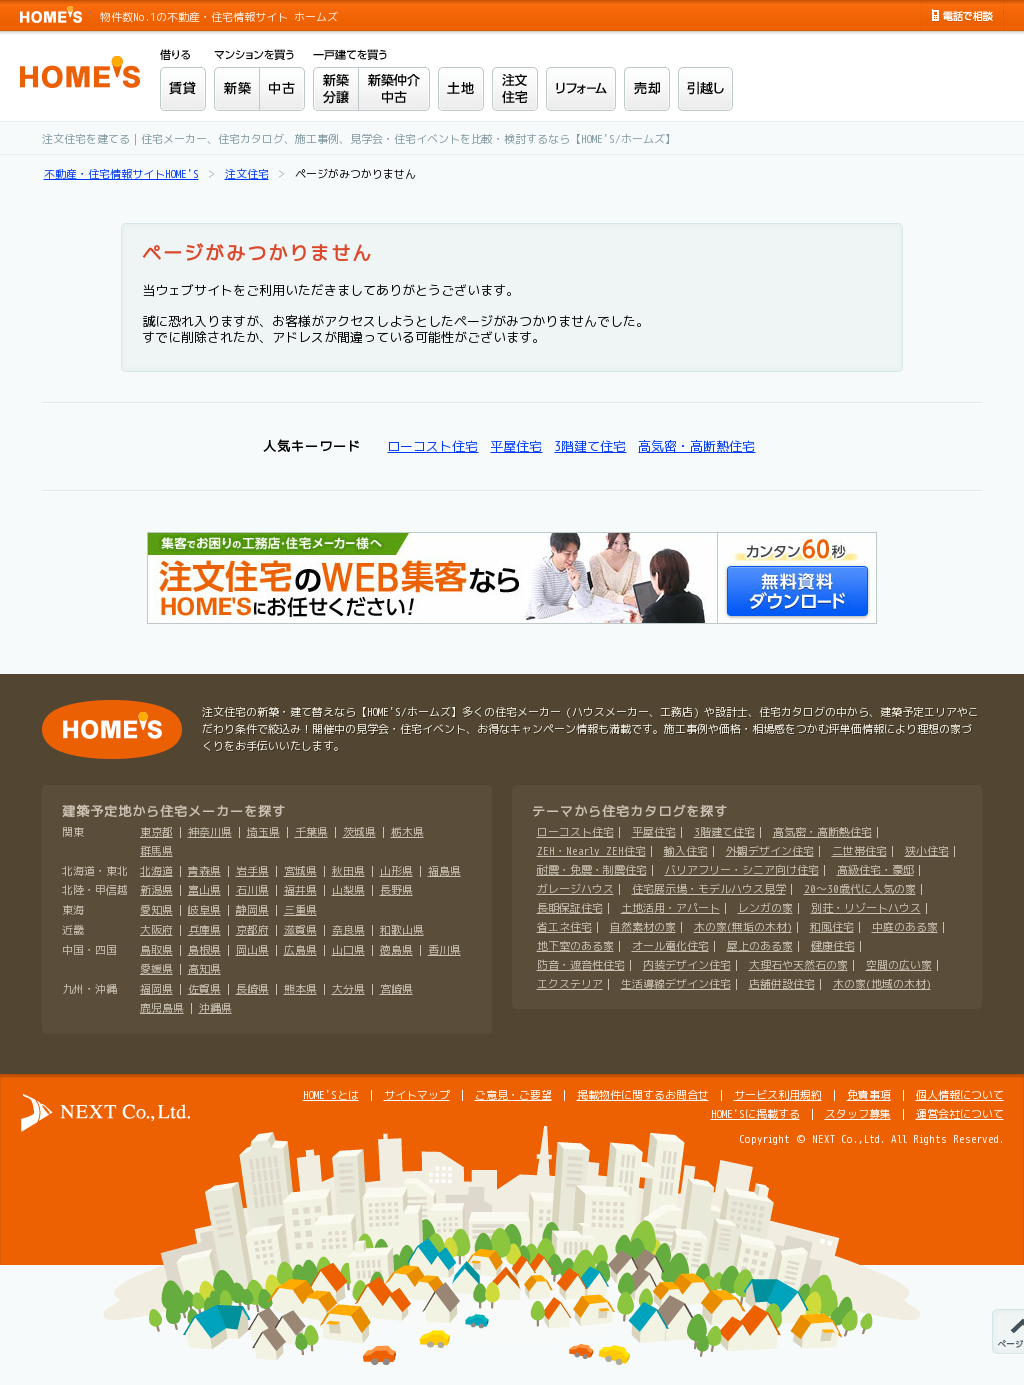 HOME'S 物件数No.1の不動産・住宅情報サイト ホームズ 電話で相談
HOME'S
借りる マンションを買う 一戸建てを買う
賃貸 新築 中古 新築分譲 新築仲介中古 土地 注文住宅 リフォーム 売却 引越し
注文住宅を建てる｜住宅メーカー、住宅カタログ、施工事例、見学会・住宅イベントを比較・検討するなら【HOME'S/ホームズ】
不動産・住宅情報サイトHOME'S > 注文住宅 > ページがみつかりません
ページがみつかりません
当ウェブサイトをご利用いただきましてありがとうございます。
誠に恐れ入りますが、お客様がアクセスしようとしたページがみつかりませんでした。
すでに削除されたか、アドレスが間違っている可能性がございます。
人気キーワード ローコスト住宅 平屋住宅 3階建て住宅 高気密・高断熱住宅
集客でお困りの工務店・住宅メーカー様へ
注文住宅のWEB集客なら
HOME'Sにお任せください!
カンタン60秒
無料資料
ダウンロード
HOME'S
注文住宅の新築・建て替えなら【HOME'S/ホームズ】多くの住宅メーカー（ハウスメーカー、工務店）や設計士、住宅カタログの中から、建築予定エリアやこ
だわり条件で絞込み！開催中の見学会・住宅イベント、お得なキャンペーン情報も満載です。施工事例や価格・相場感をつかむ坪単価情報により理想の家づ
くりをお手伝いいたします。
建築予定地から住宅メーカーを探す
関東 東京都 | 神奈川県 | 埼玉県 | 千葉県 | 茨城県 | 栃木県
群馬県
北海道・東北 北海道 | 青森県 | 岩手県 | 宮城県 | 秋田県 | 山形県 | 福島県
北陸・甲信越 新潟県 | 富山県 | 石川県 | 福井県 | 山梨県 | 長野県
東海 愛知県 | 岐阜県 | 静岡県 | 三重県
近畿 大阪府 | 兵庫県 | 京都府 | 滋賀県 | 奈良県 | 和歌山県
中国・四国 鳥取県 | 島根県 | 岡山県 | 広島県 | 山口県 | 徳島県 | 香川県
愛媛県 | 高知県
九州・沖縄 福岡県 | 佐賀県 | 長崎県 | 熊本県 | 大分県 | 宮崎県
鹿児島県 | 沖縄県
テーマから住宅カタログを探す
ローコスト住宅 | 平屋住宅 | 3階建て住宅 | 高気密・高断熱住宅 |
ZEH・Nearly ZEH住宅 | 輸入住宅 | 外観デザイン住宅 | 二世帯住宅 | 狭小住宅 |
耐震・免震・制震住宅 | バリアフリー・シニア向け住宅 | 高級住宅・豪邸 |
ガレージハウス | 住宅展示場・モデルハウス見学 | 20～30歳代に人気の家 |
長期保証住宅 | 土地活用・アパート | レンガの家 | 別荘・リゾートハウス |
省エネ住宅 | 自然素材の家 | 木の家(無垢の木材) | 和風住宅 | 中庭のある家 |
地下室のある家 | オール電化住宅 | 屋上のある家 | 健康住宅 |
防音・遮音性住宅 | 内装デザイン住宅 | 大理石や天然石の家 | 空間の広い家 |
エクステリア | 生活導線デザイン住宅 | 店舗併設住宅 | 木の家(地域の木材)
NEXT Co., Ltd.
HOME'Sとは | サイトマップ | ご意見・ご要望 | 掲載物件に関するお問合せ | サービス利用規約 | 免責事項 | 個人情報について
HOME'Sに掲載する | スタッフ募集 | 運営会社について
Copyright © NEXT Co.,Ltd. All Rights Reserved.
ページ